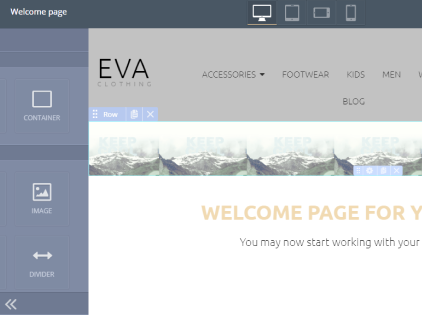 Welcome page
EVA
CLOTHING
ACCESSORIES FOOTWEAR KIDS MEN W
BLOG
Row
KEEP KEEP KEEP KEEP
CONTAINER
IMAGE
DIVIDER
WELCOME PAGE FOR Y
You may now start working with your